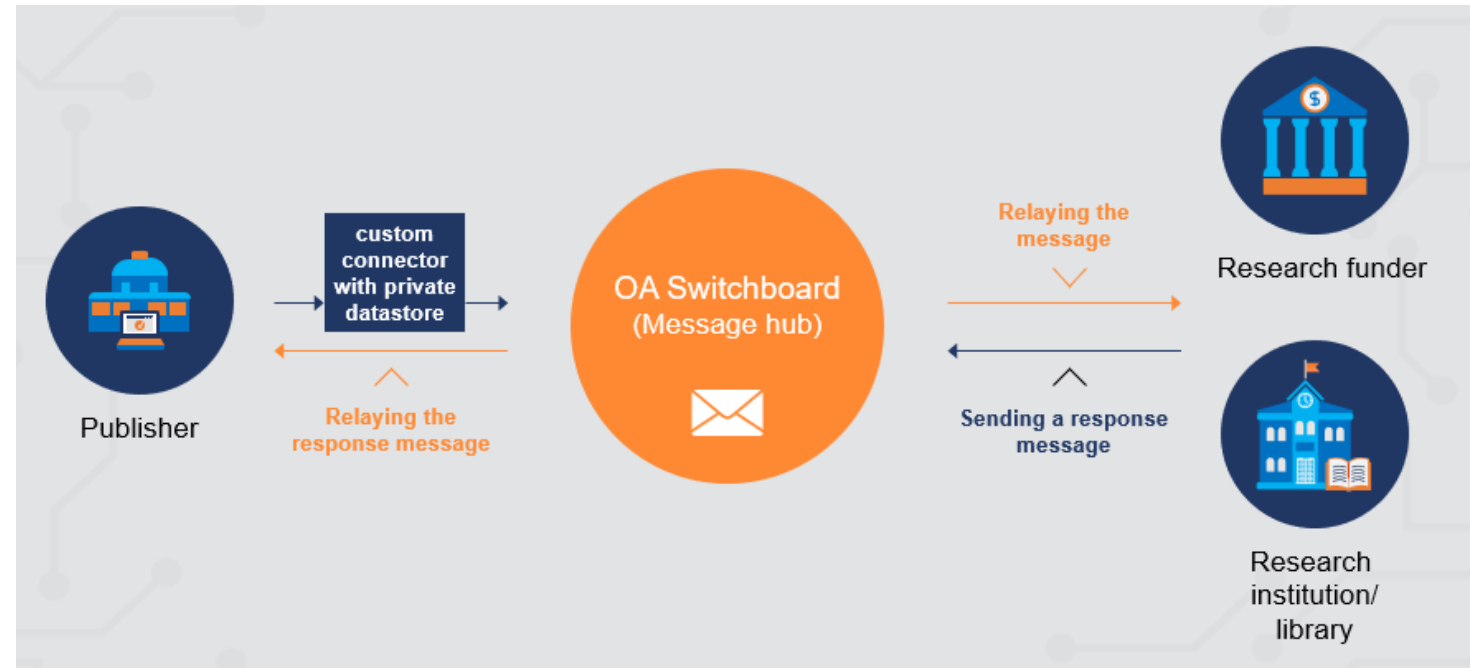 Publisher
custom
connector
with private
datastore
Relaying the
response message
OA Switchboard
(Message hub)
Relaying the
message
Sending a response
message
$
Research funder
Research
institution/
library